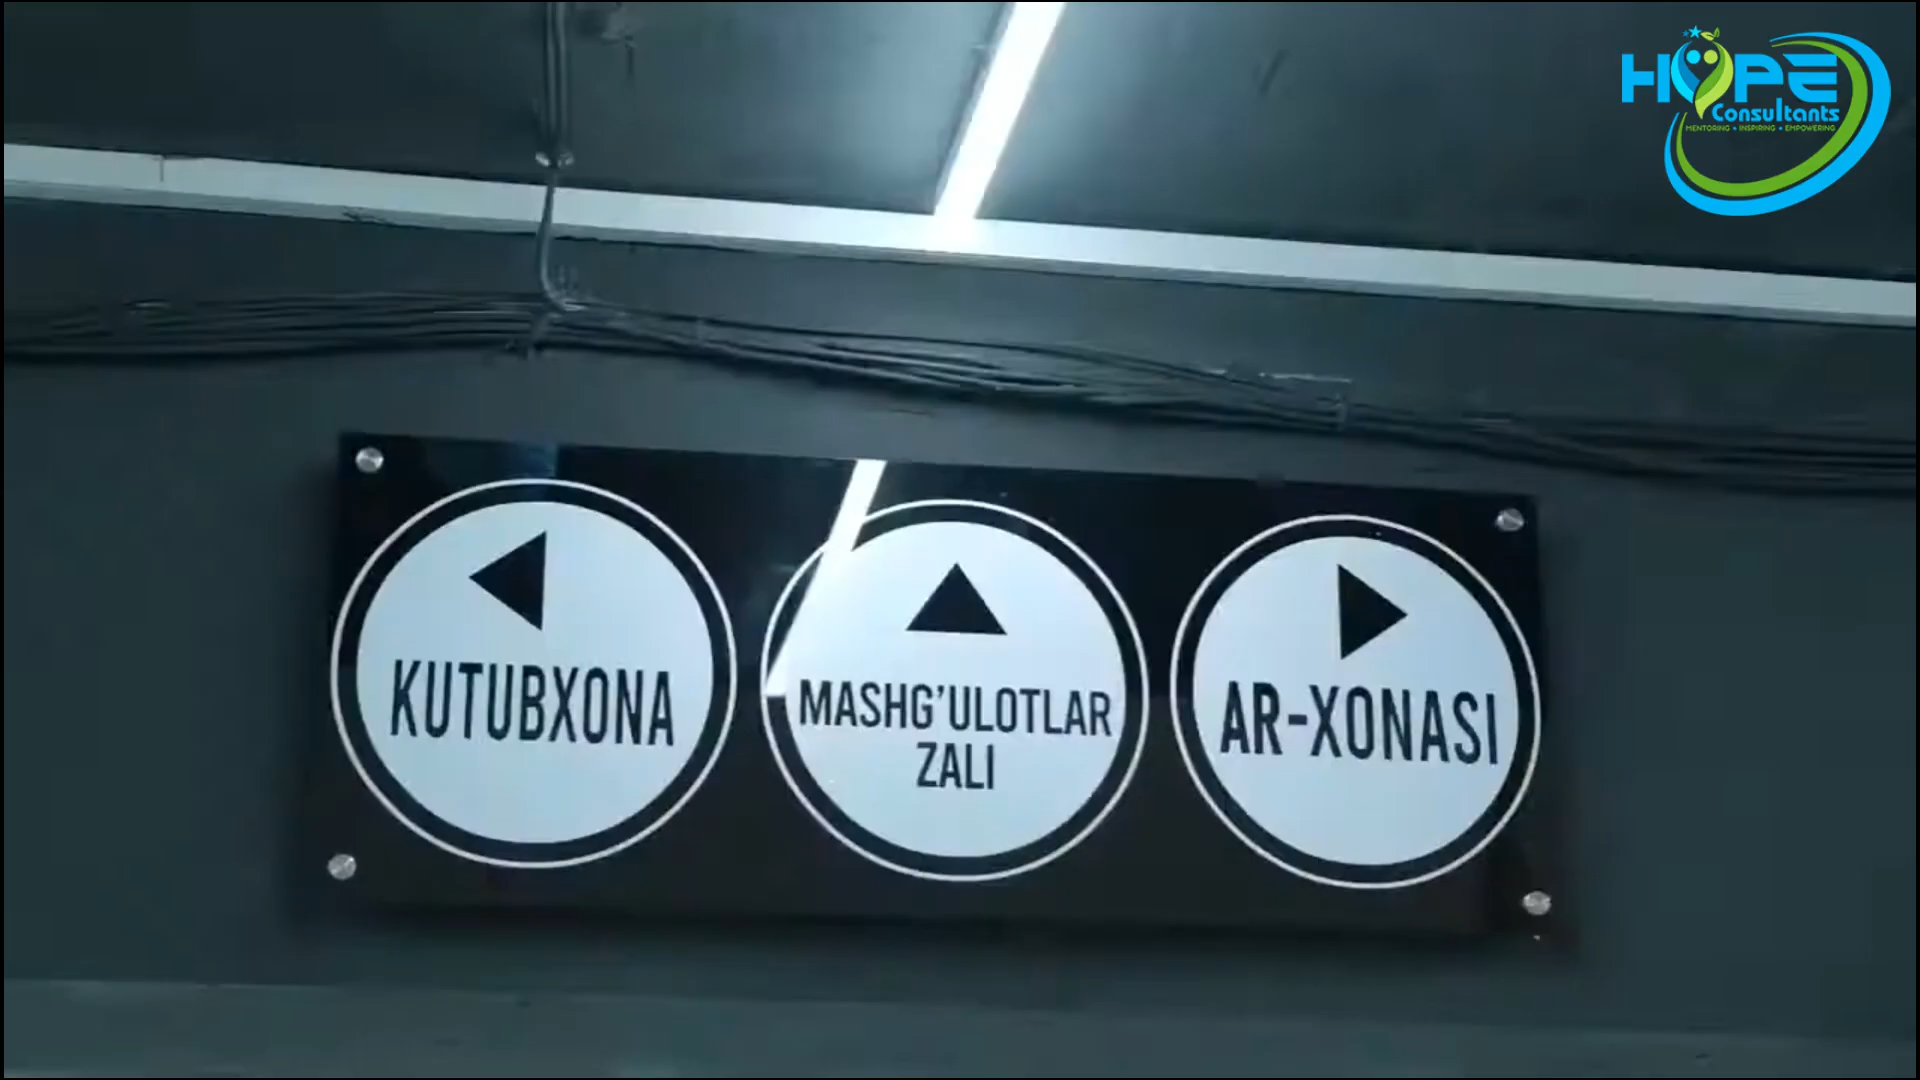 HOPE
Consultants
MENTORING • INSPIRING • EMPOWERING
KUTUBXONA
MASHG'ULOTLAR
ZALI
AR-XONASI